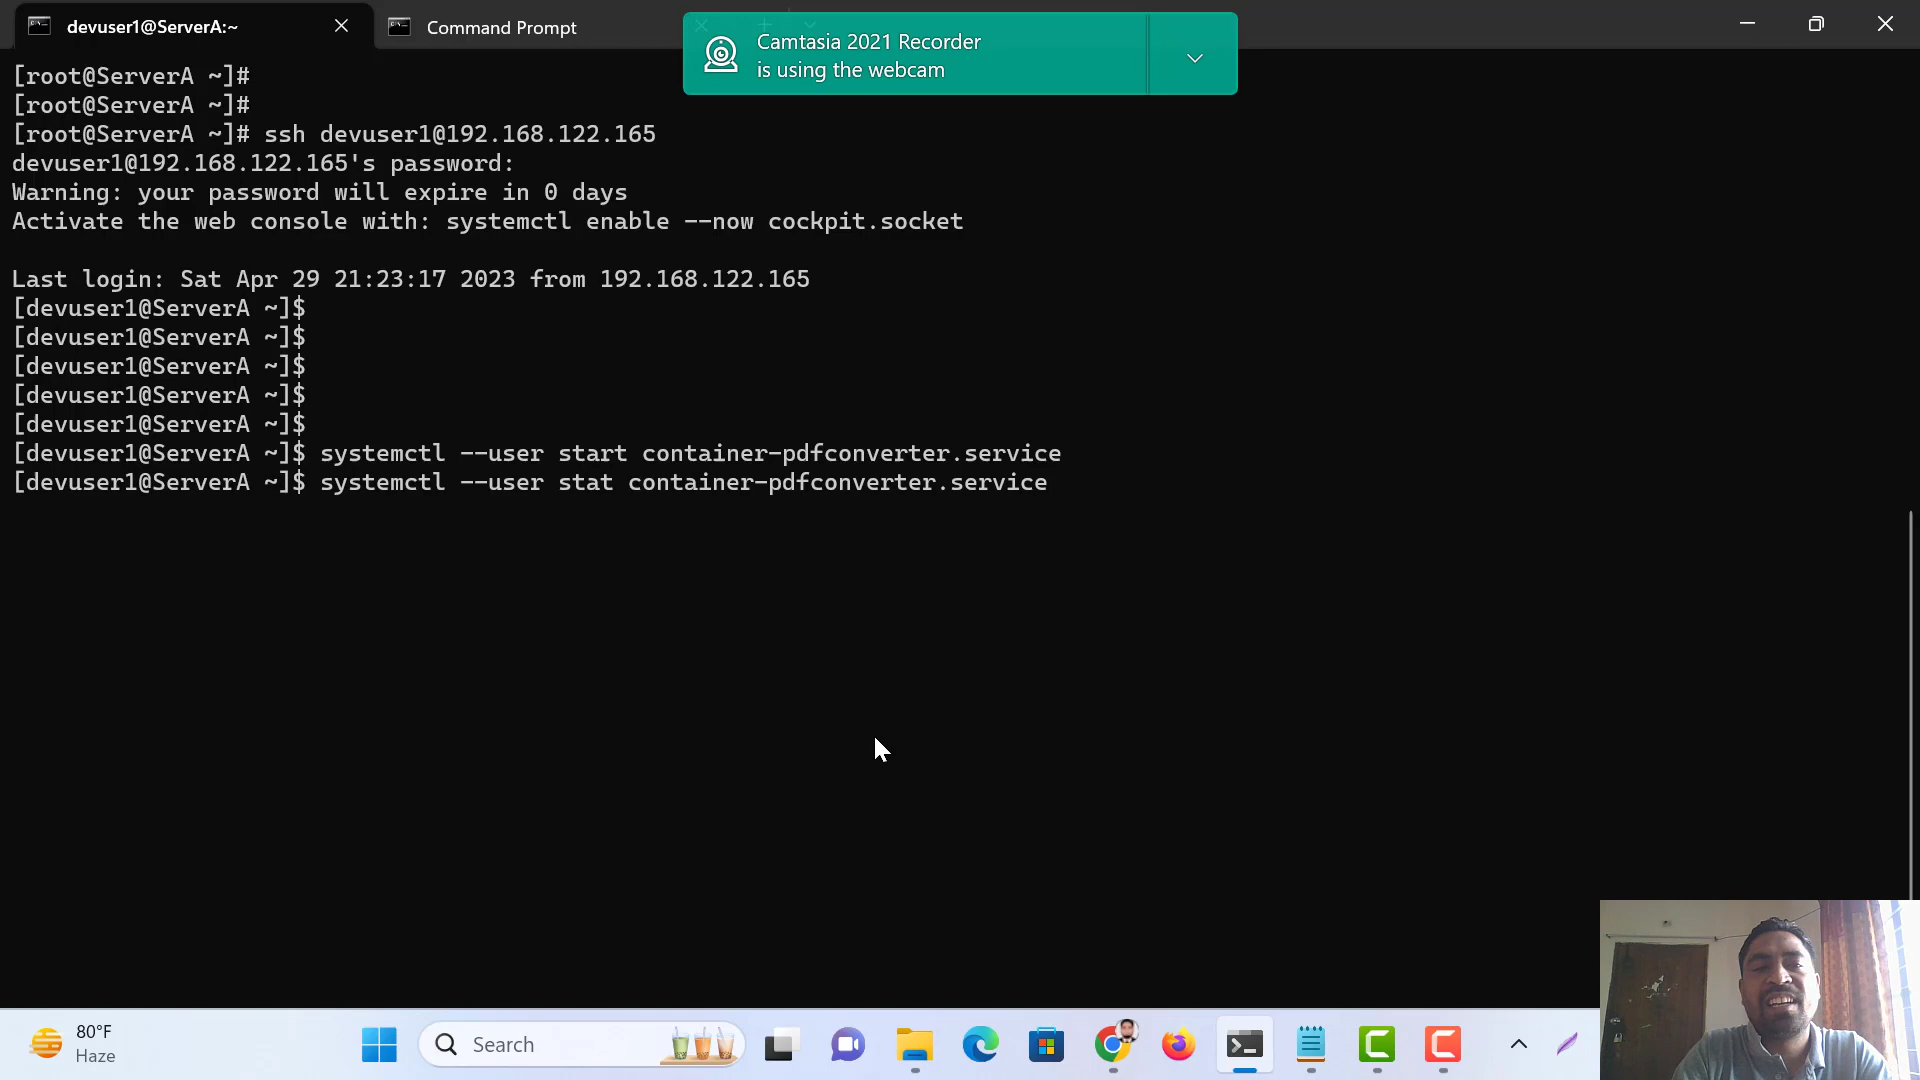 devuser1@ServerA:~
Command Prompt
Camtasia 2021 Recorder
is using the webcam
[root@ServerA ~]#
[root@ServerA ~]#
[root@ServerA ~]# ssh devuser1@192.168.122.165
devuser1@192.168.122.165's password:
Warning: your password will expire in 0 days
Activate the web console with: systemctl enable --now cockpit.socket
Last login: Sat Apr 29 21:23:17 2023 from 192.168.122.165
[devuser1@ServerA ~]$
[devuser1@ServerA ~]$
[devuser1@ServerA ~]$
[devuser1@ServerA ~]$
[devuser1@ServerA ~]$
[devuser1@ServerA ~]$ systemctl --user start container-pdfconverter.service
[devuser1@ServerA ~]$ systemctl --user stat container-pdfconverter.service
80°F
Haze
Search